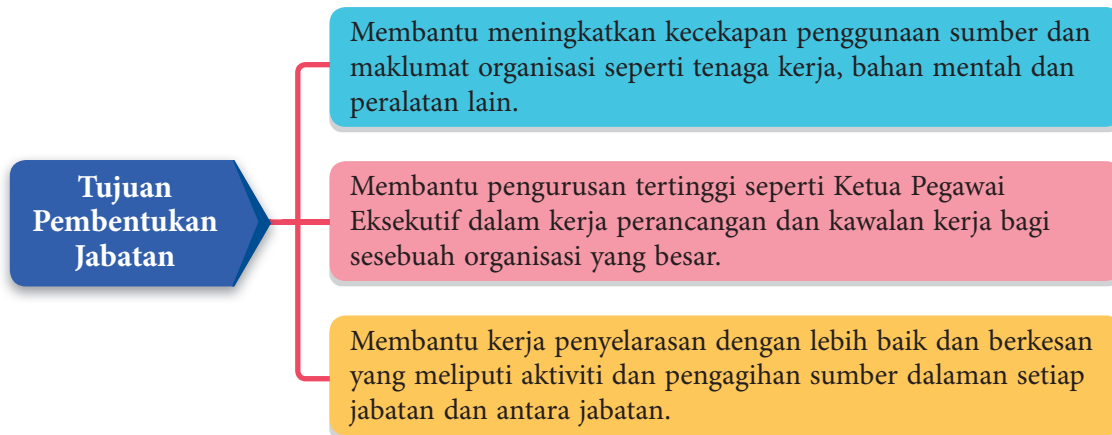 Tujuan
Pembentukan
Jabatan
Membantu meningkatkan kecekapan penggunaan sumber dan
maklumat organisasi seperti tenaga kerja, bahan mentah dan
peralatan lain.
Membantu pengurusan tertinggi seperti Ketua Pegawai
Eksekutif dalam kerja perancangan dan kawalan kerja bagi
sesebuah organisasi yang besar.
Membantu kerja penyelarasan dengan lebih baik dan berkesan
yang meliputi aktiviti dan pengagihan sumber dalaman setiap
jabatan dan antara jabatan.